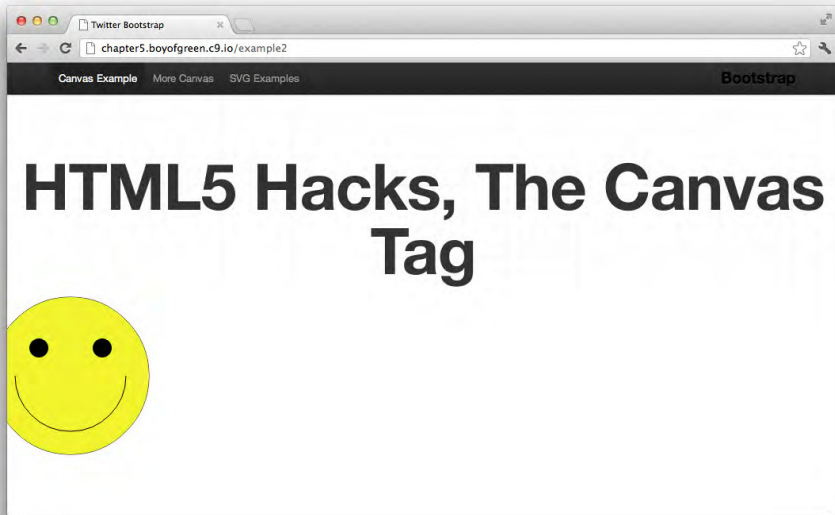 Twitter Bootstrap
chapter5.boyofgreen.c9.io/example2
Canvas Example More Canvas SVG Examples Bootstrap
HTML5 Hacks, The Canvas
Tag